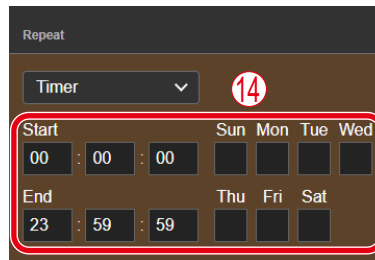 Repeat
Timer
14
Start Sun Mon Tue Wed
00 : 00 : 00
End Thu Fri Sat
23 : 59 : 59